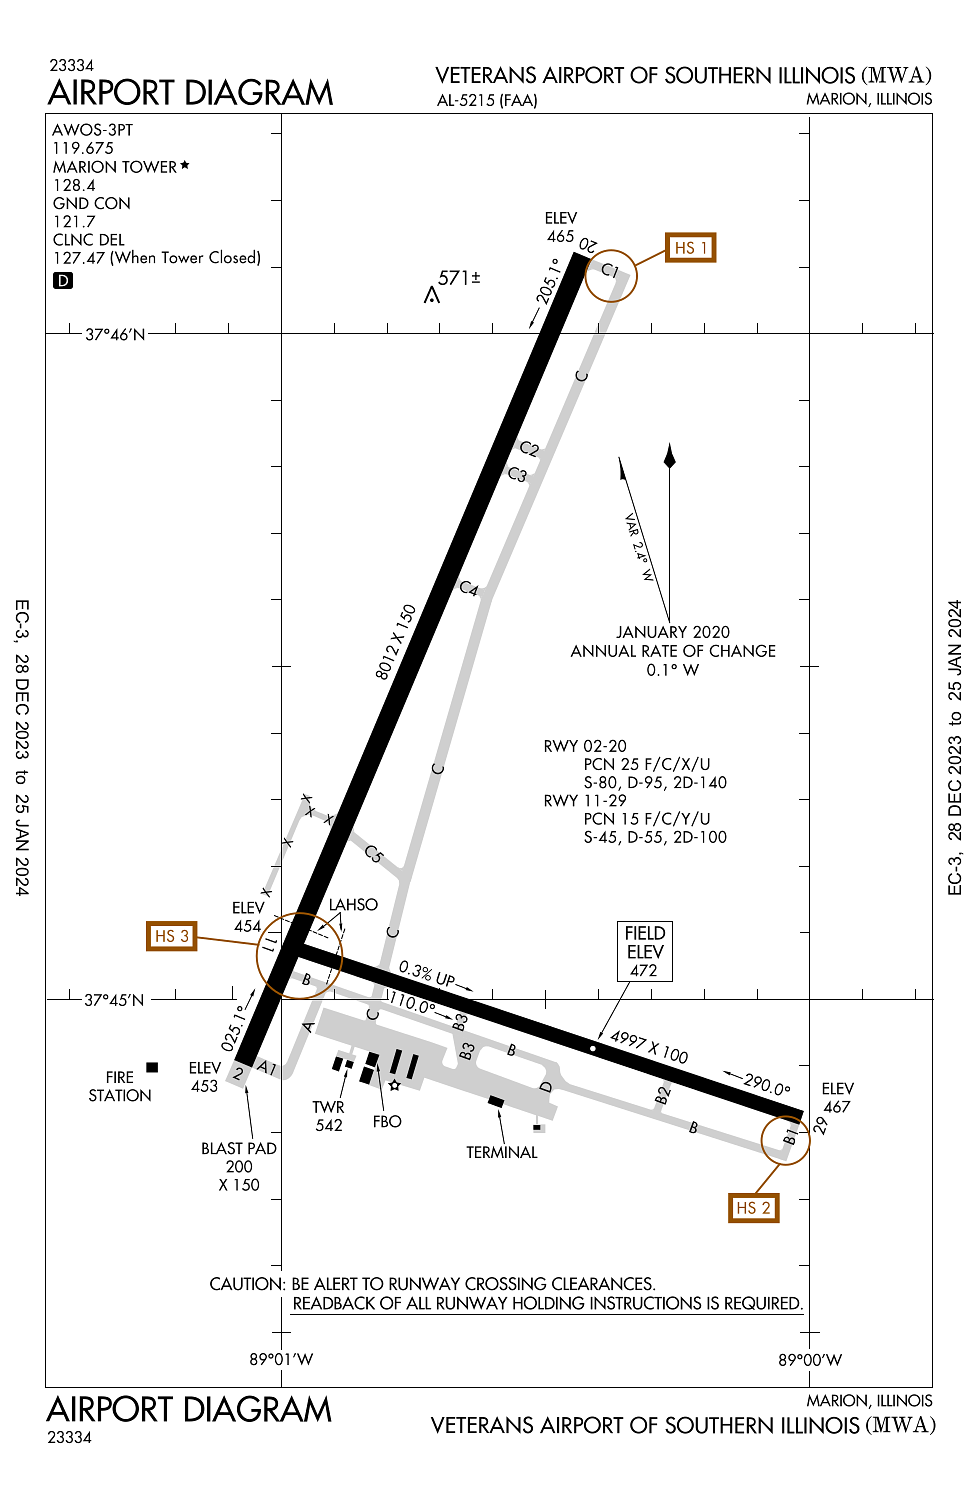 23334
AIRPORT DIAGRAM
VETERANS AIRPORT OF SOUTHERN ILLINOIS (MWA)
AL-5215 (FAA)
MARION, ILLINOIS
AWOS-3PT
119.675
MARION TOWER★
128.4
GND CON
121.7
CLNC DEL
127.47 (When Tower Closed)
D
ELEV
465
20
HS 1
C1
571±
205.1°
37°46'N
C
C2
C3
C4
VAR 2.4° W
JANUARY 2020
ANNUAL RATE OF CHANGE
0.1° W
8012 X 150
EC-3, 28 DEC 2023 to 25 JAN 2024
EC-3, 28 DEC 2023 to 25 JAN 2024
RWY 02-20
PCN 25 F/C/X/U
S-80, D-95, 2D-140
RWY 11-29
PCN 15 F/C/Y/U
S-45, D-55, 2D-100
C
X
X
X
X
X
C5
ELEV
454
LAHSO
11
HS 3
C
FIELD
ELEV
472
0.3% UP
B
110.0°
37°45'N
025.1°
A
C
B3
B3
B
4997 X 100
290.0°
A1
2
ELEV
453
FIRE
STATION
D
B2
B
ELEV
467
29
B1
TWR
542
FBO
TERMINAL
BLAST PAD
200
X 150
HS 2
CAUTION: BE ALERT TO RUNWAY CROSSING CLEARANCES.
READBACK OF ALL RUNWAY HOLDING INSTRUCTIONS IS REQUIRED.
89°01'W
89°00'W
AIRPORT DIAGRAM
23334
MARION, ILLINOIS
VETERANS AIRPORT OF SOUTHERN ILLINOIS (MWA)